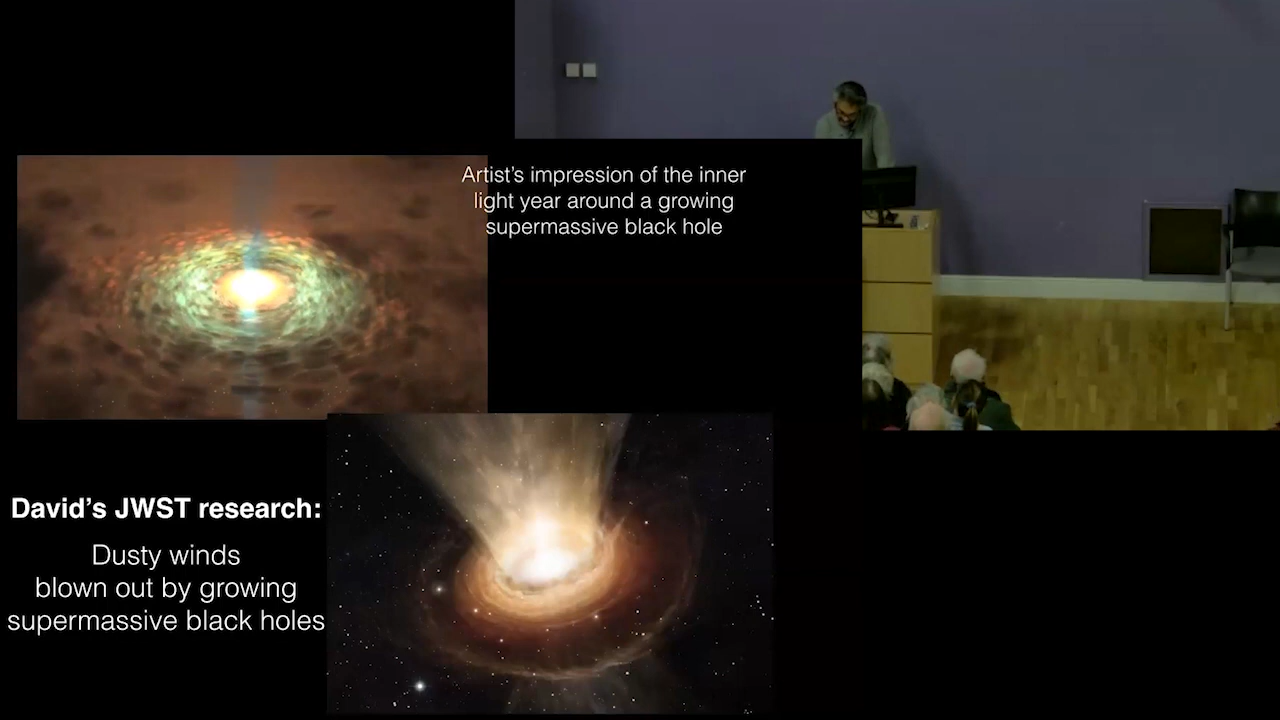 Artist’s impression of the inner
light year around a growing
supermassive black hole
David’s JWST research:
Dusty winds
blown out by growing
supermassive black holes